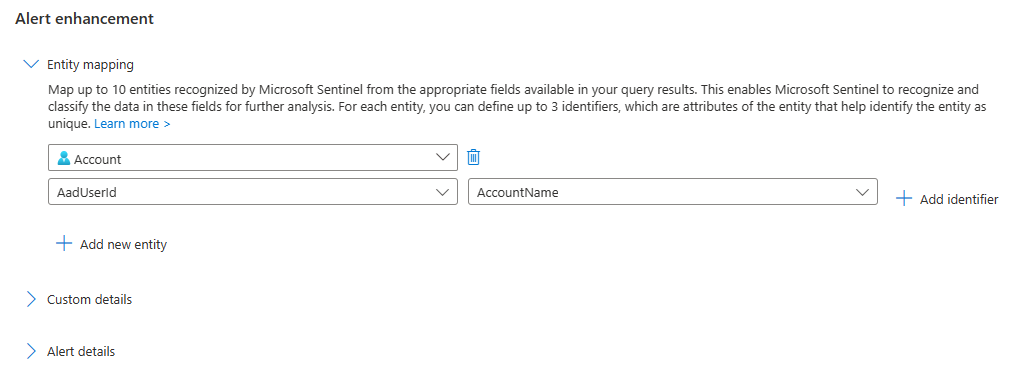 Alert enhancement
Entity mapping
Map up to 10 entities recognized by Microsoft Sentinel from the appropriate fields available in your query results. This enables Microsoft Sentinel to recognize and
classify the data in these fields for further analysis. For each entity, you can define up to 3 identifiers, which are attributes of the entity that help identify the entity as
unique. Learn more >
Account
AadUserId AccountName Add identifier
Add new entity
Custom details
Alert details